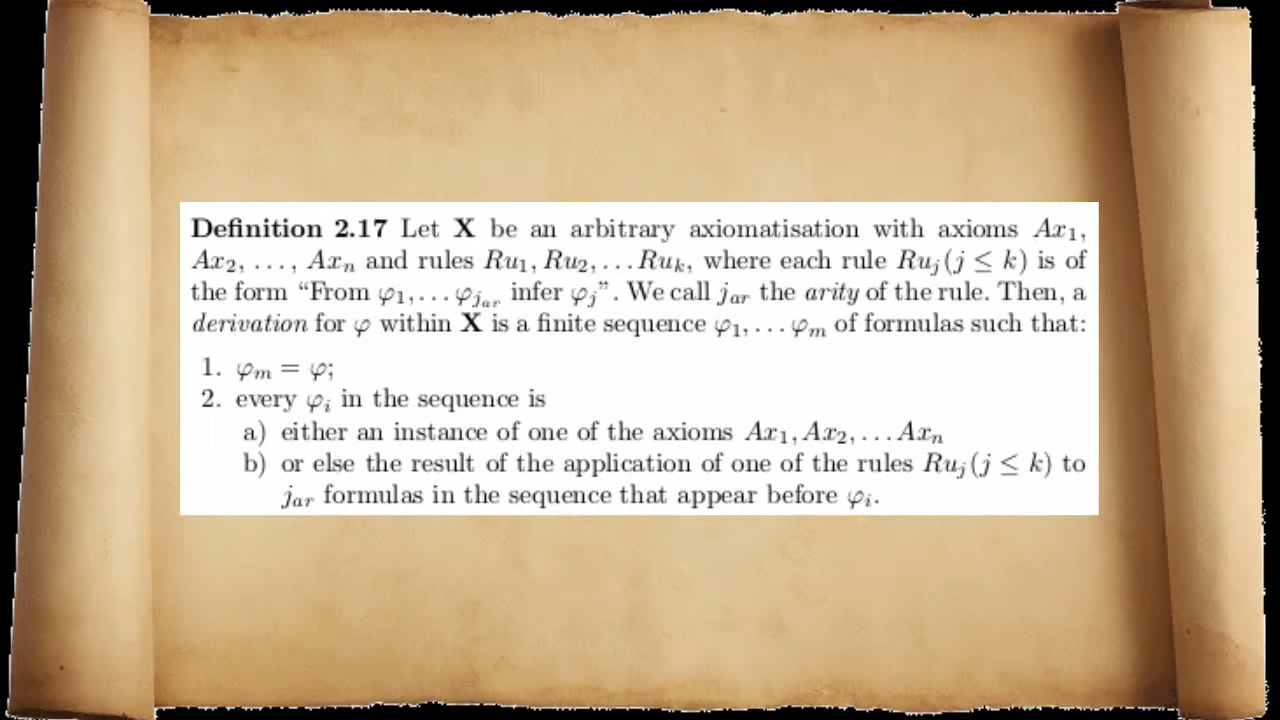 Definition 2.17 Let X be an arbitrary axiomatisation with axioms Ax₁,
Ax₂, ..., Axₙ and rules Ru₁, Ru₂, ... Ruₖ, where each rule Ruⱼ(j ≤ k) is of
the form “From φ₁, ... φⱼₐᵣ infer φⱼ”. We call jₐᵣ the arity of the rule. Then, a
derivation for φ within X is a finite sequence φ₁, ... φₘ of formulas such that:
1. φₘ = φ;
2. every φᵢ in the sequence is
a) either an instance of one of the axioms Ax₁, Ax₂, ... Axₙ
b) or else the result of the application of one of the rules Ruⱼ(j ≤ k) to
jₐᵣ formulas in the sequence that appear before φᵢ.